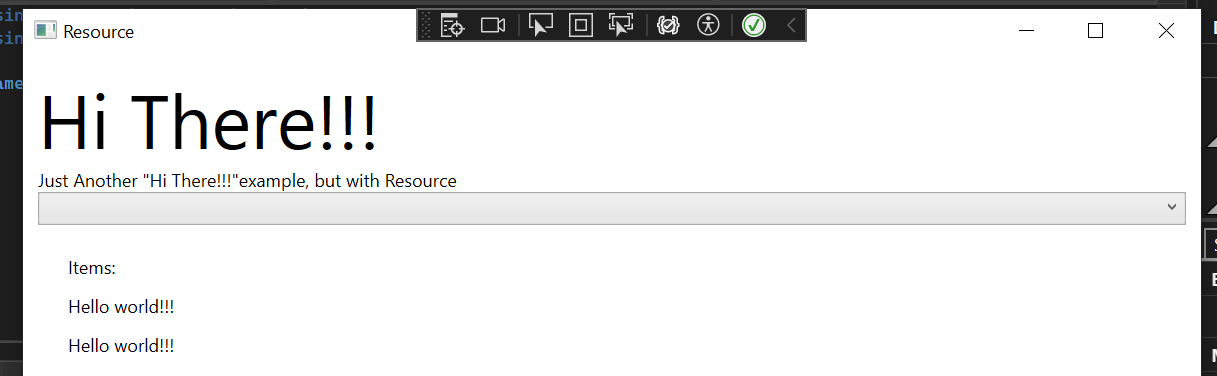 Resource
Hi There!!!
Just Another "Hi There!!!"example, but with Resource
Items:
Hello world!!!
Hello world!!!